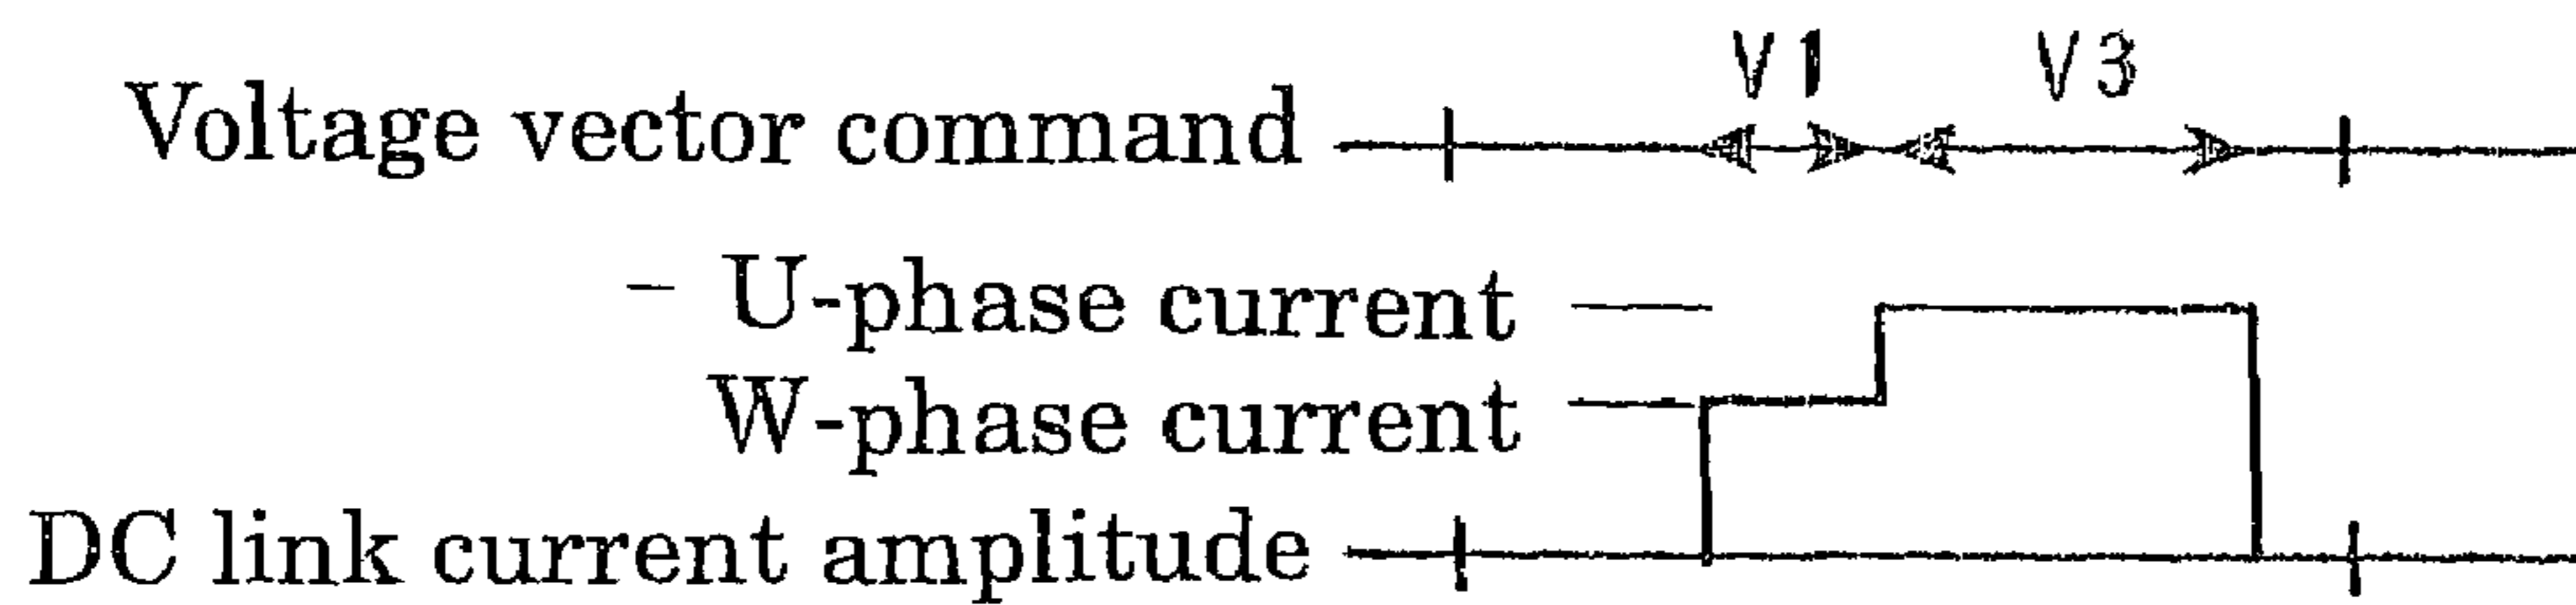 V1 V3
Voltage vector command
- U-phase current
W-phase current
DC link current amplitude